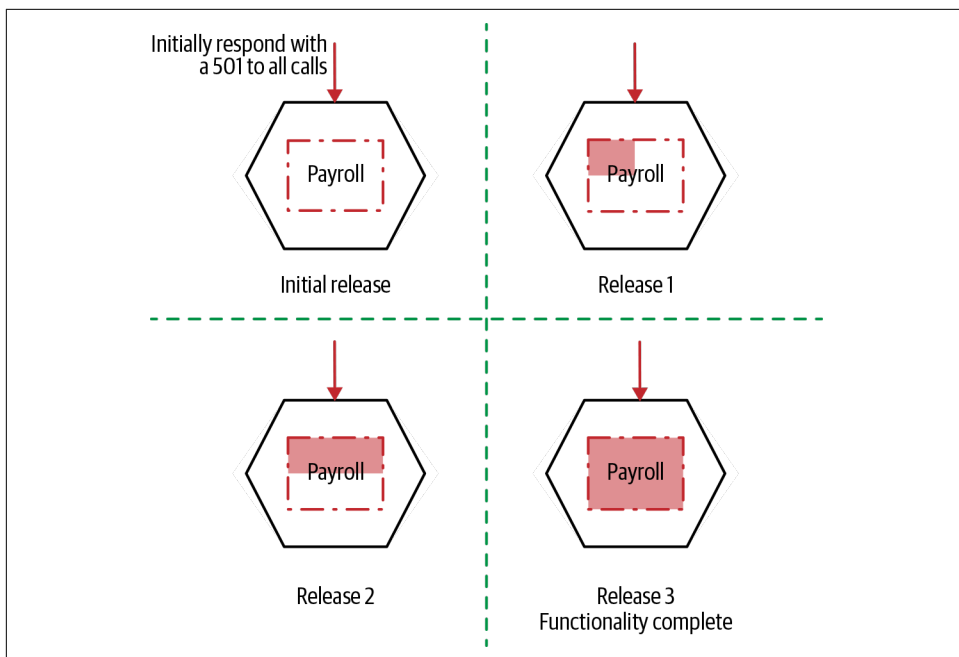 Initially respond with
a 501 to all calls
Payroll
Initial release
Payroll
Release 1
Payroll
Release 2
Payroll
Release 3
Functionality complete